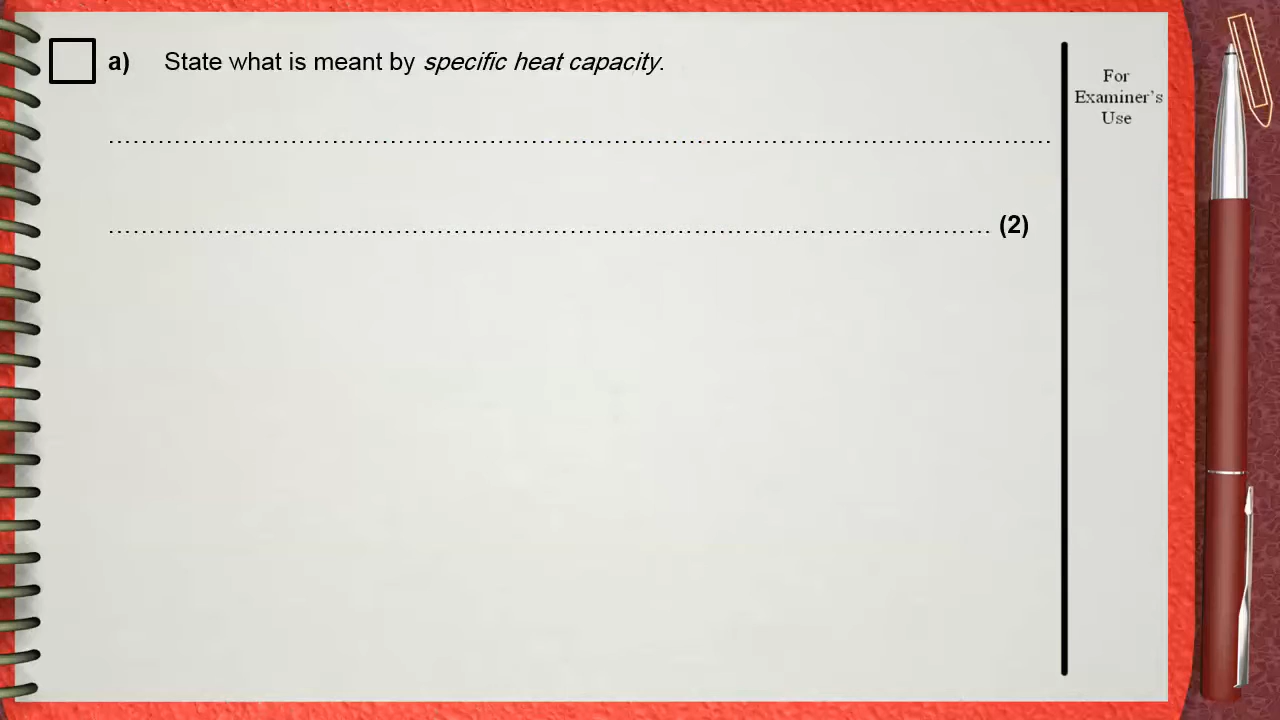 a) State what is meant by specific heat capacity.
For
Examiner's
Use
................................................................................................................
......................................................................................................... (2)